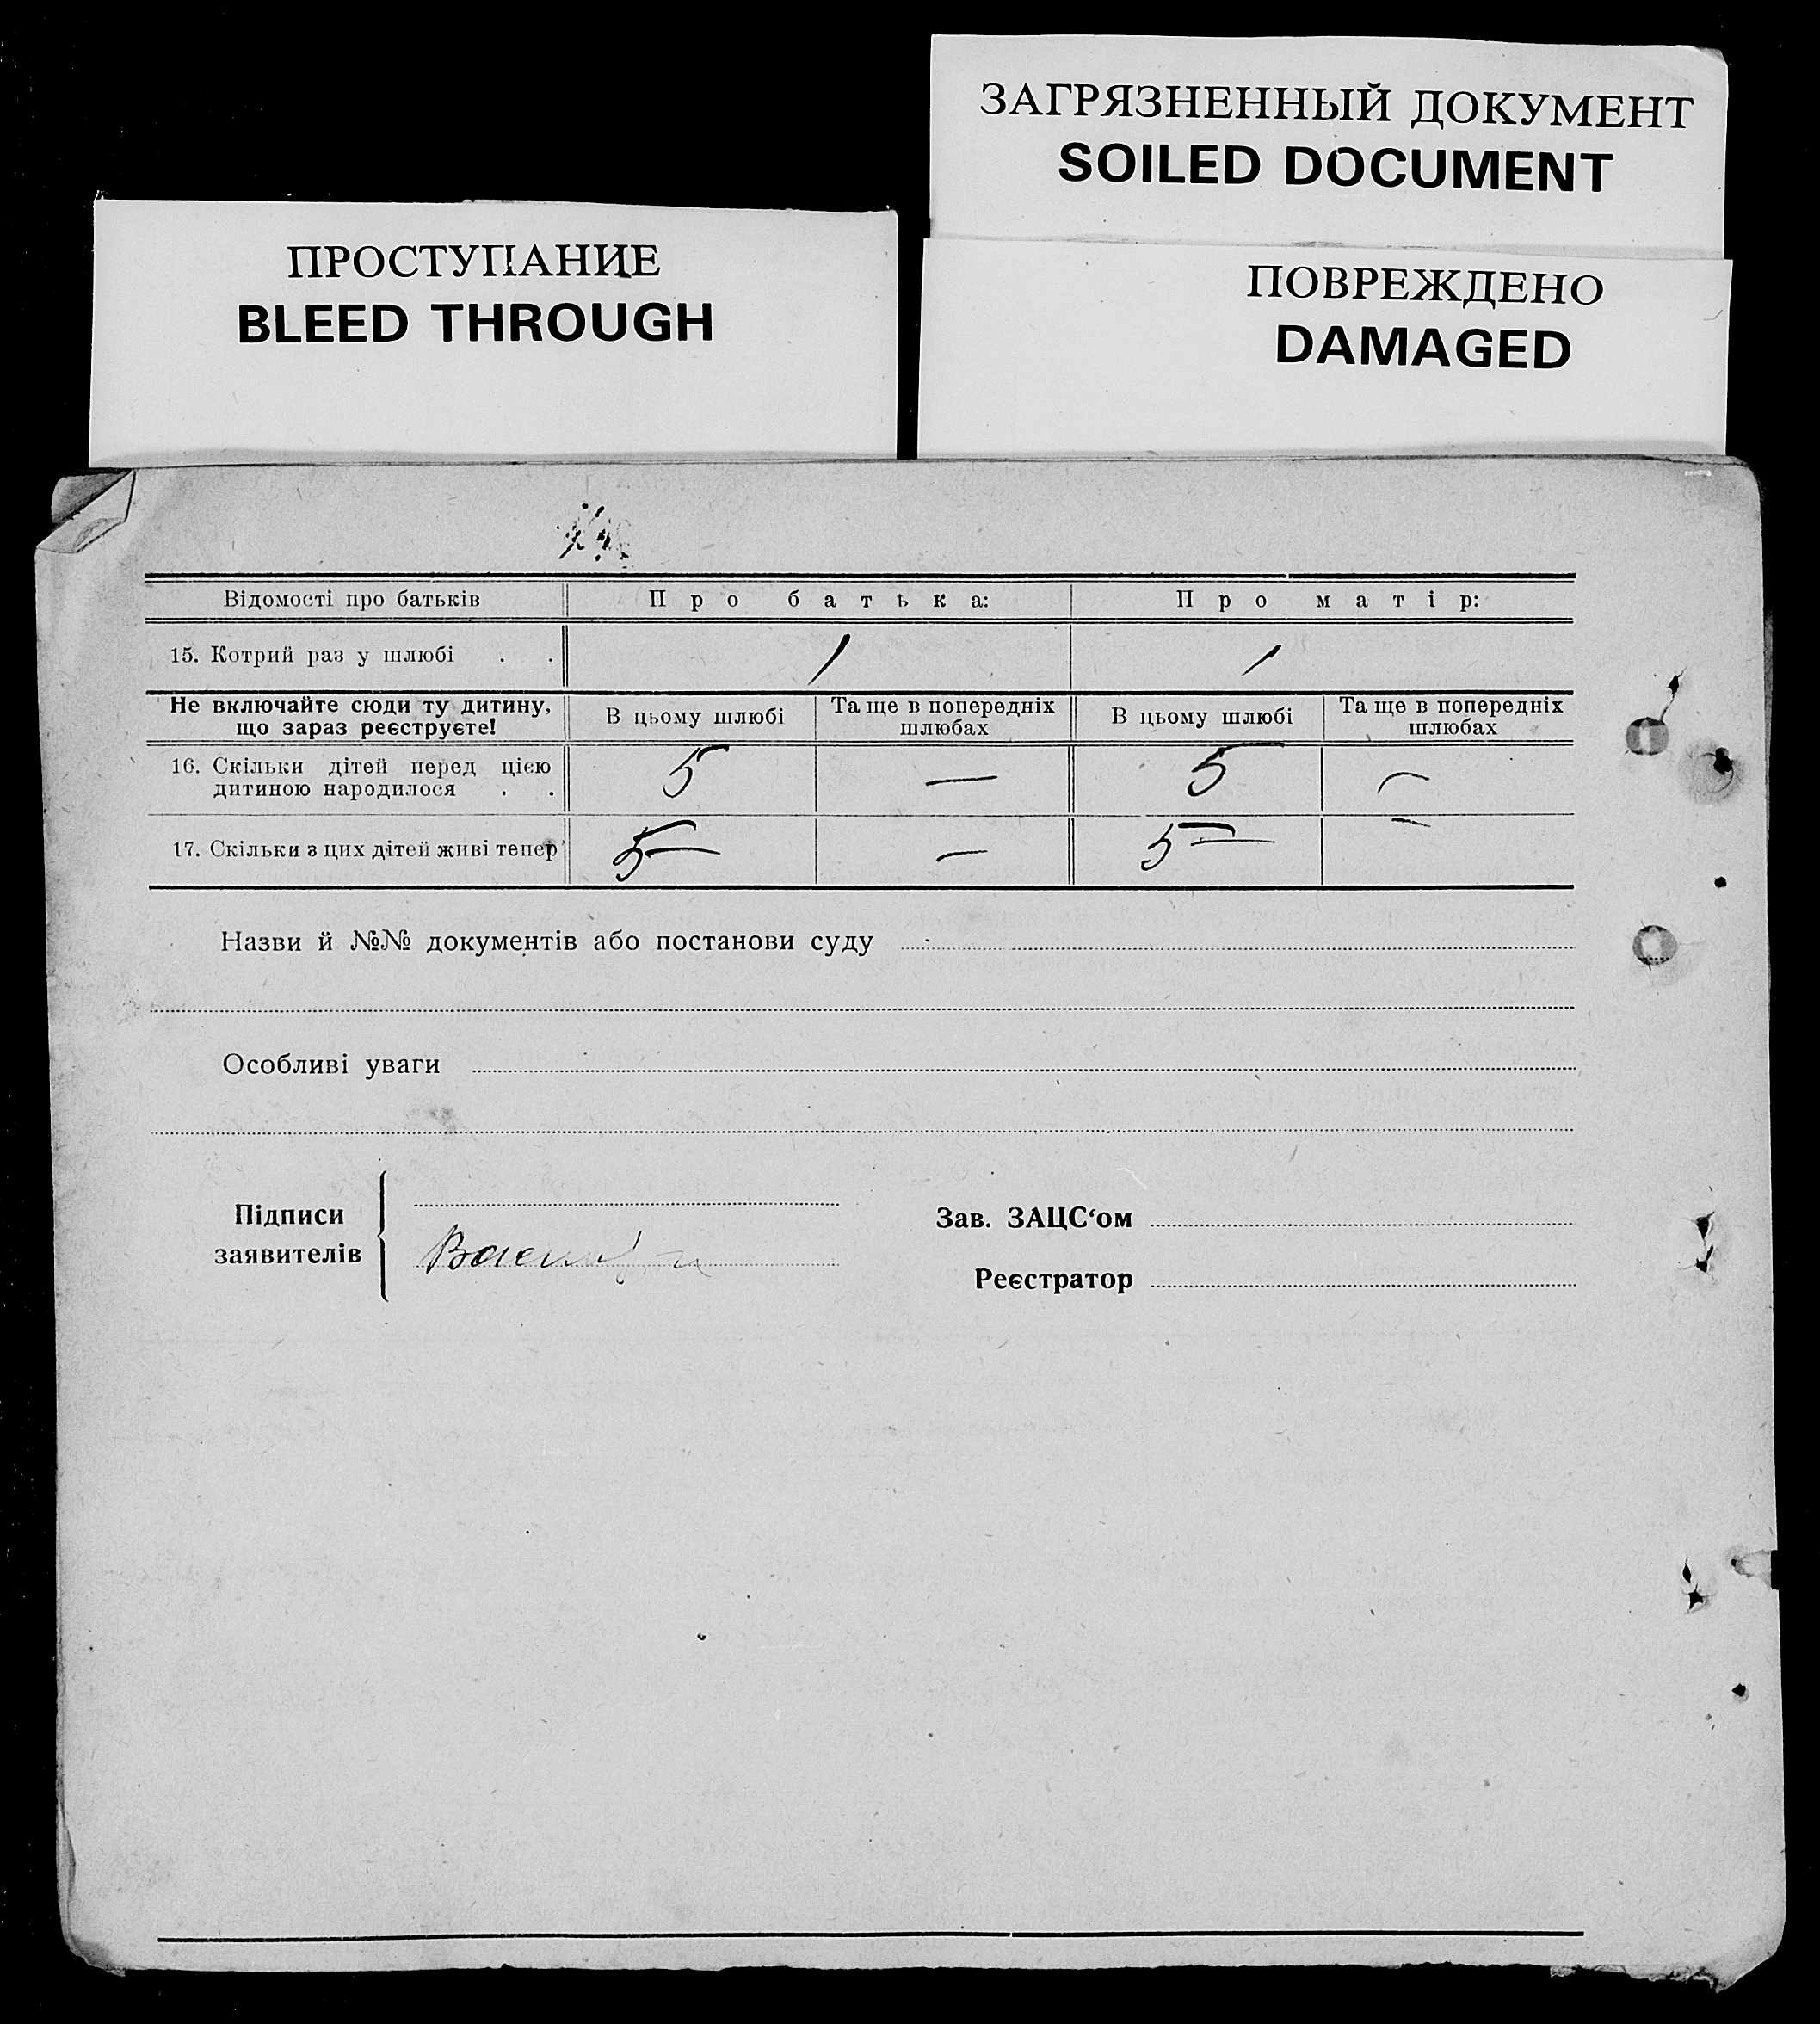 ЗАГРЯЗНЕННЫЙ ДОКУМЕНТ
SOILED DOCUMENT
ПРОСТУПАНИЕ
BLEED THROUGH
ПОВРЕЖДЕНО
DAMAGED
Відомості про батьків Про батька: Про матір:
15. Котрий раз у шлюбі . . 1 1
Не включайте сюди ту дитину, що зараз реєструєте! В цьому шлюбі Та ще в попередніх шлюбах В цьому шлюбі Та ще в попередніх шлюбах
16. Скільки дітей перед цією дитиною народилося . . 5 — 5 —
17. Скільки з цих дітей живі тепер 5 — 5 —
Назви й №№ документів або постанови суду
Особливі уваги
Підписи заявителів
Зав. ЗАЦС‘ом
Реєстратор